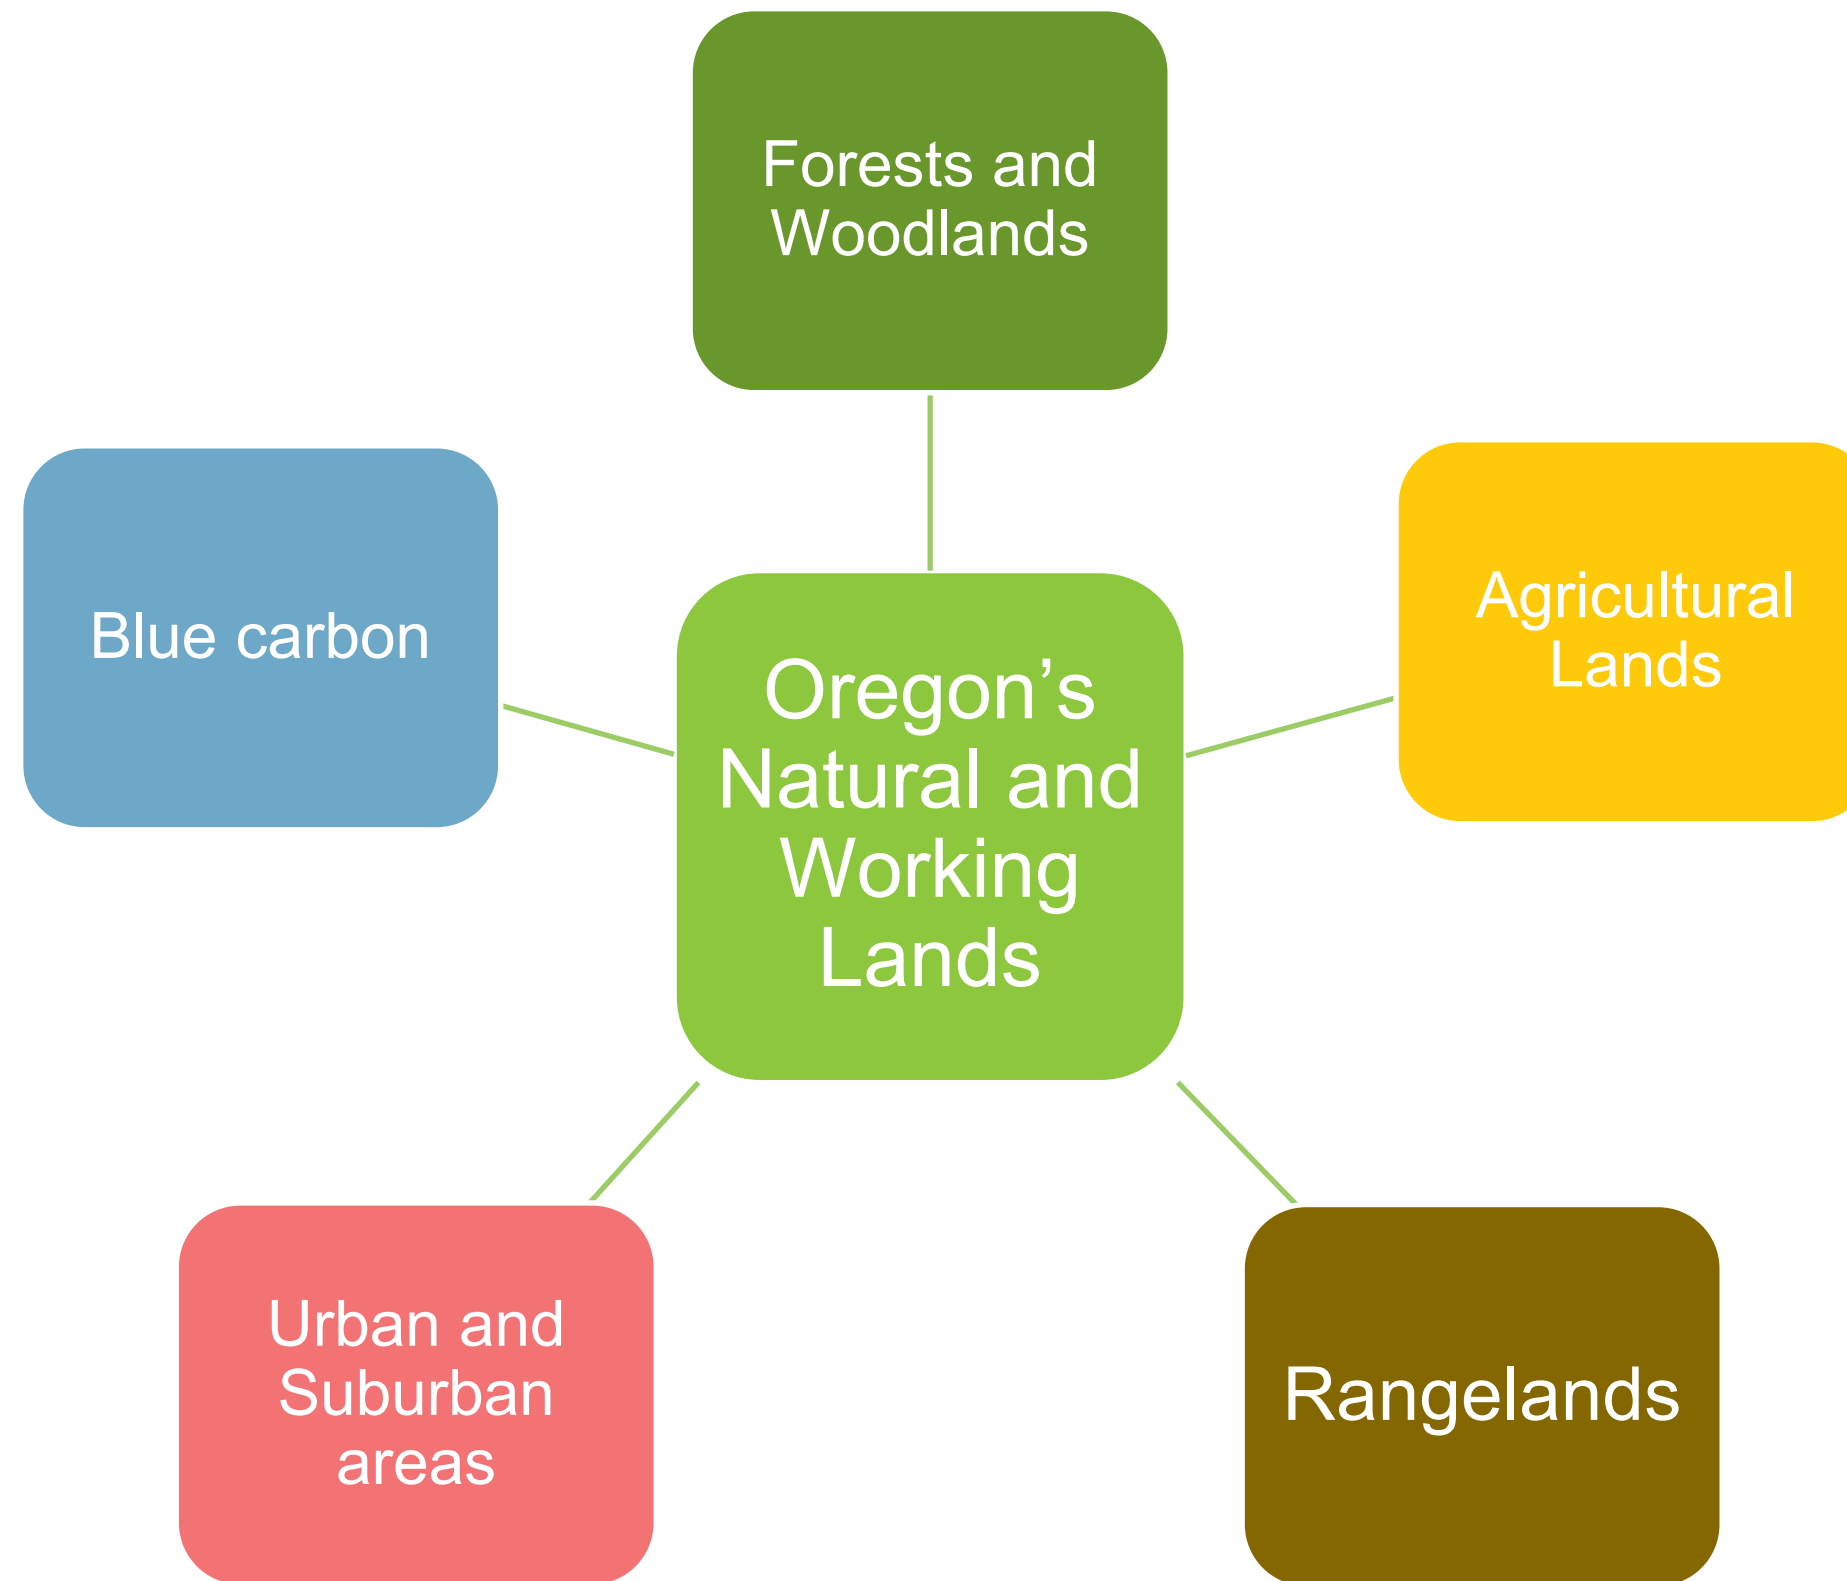 Forests and
Woodlands
Blue carbon
Agricultural
Lands
Oregon’s
Natural and
Working
Lands
Urban and
Suburban
areas
Rangelands